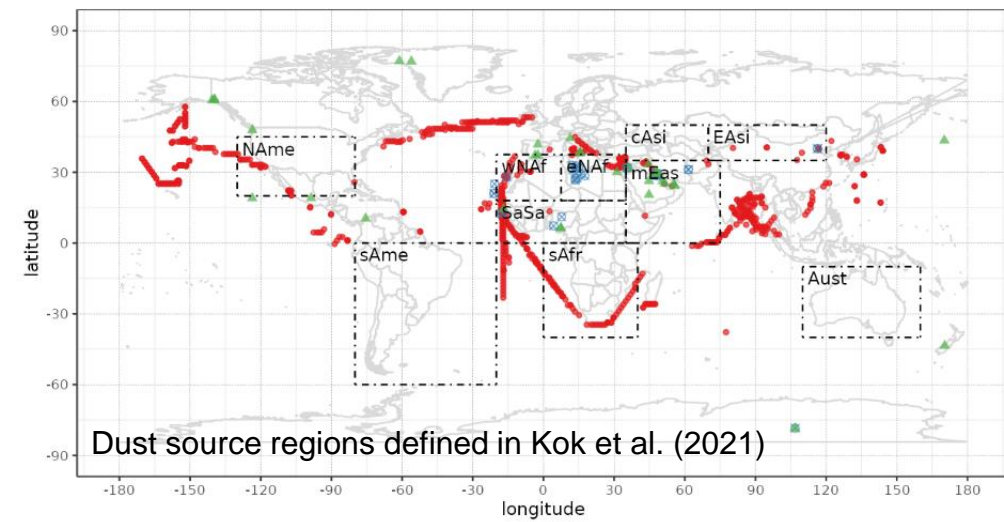 90
60
30
0
-30
-60
-90
latitude
NAme
cAsi
EAsi
wNAf
eNAf
mEas
SaSa
sAme
sAfr
Aust
Dust source regions defined in Kok et al. (2021)
-180 -150 -120 -90 -60 -30 0 30 60 90 120 150 180
longitude